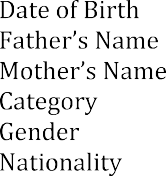 Date of Birth
Father’s Name
Mother’s Name
Category
Gender
Nationality